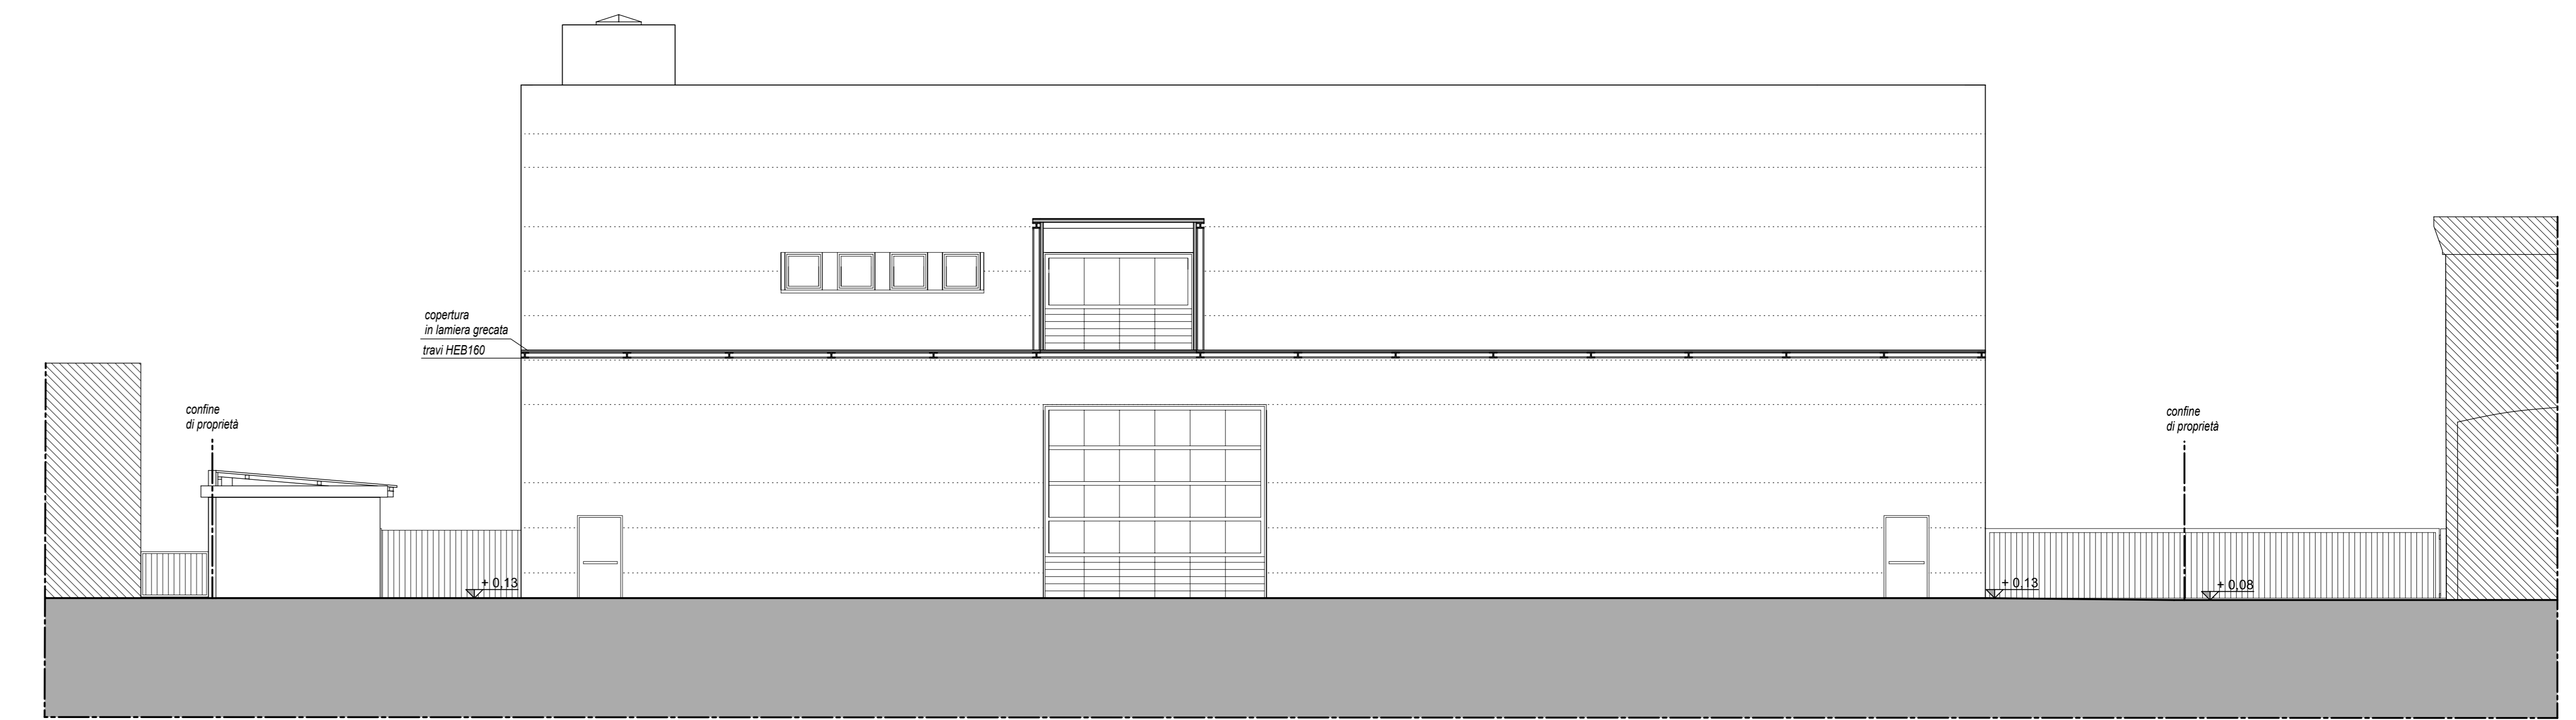 copertura
in lamiera grecata
travi HEB160
confine
di proprietà
confine
di proprietà
+ 0,13
+ 0,13
+ 0,08